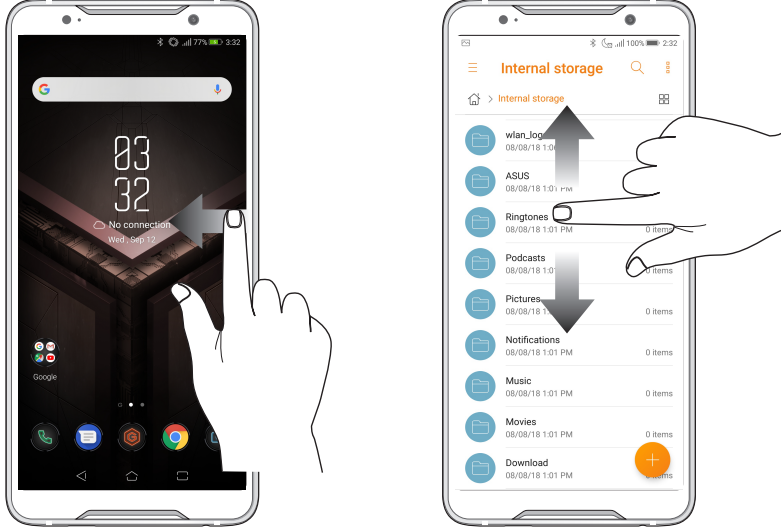 77% 3:32
G
03
32
No connection
Wed, Sep 12
Google
G
100% 2:32
Internal storage
Internal storage
wlan_log
08/08/18 1:0
ASUS
08/08/18 1:01 PM
Ringtones
08/08/18 1:01 PM
0 items
Podcasts
08/08/18 1:0
0 items
Pictures
08/08/18 1
0 items
Notifications
08/08/18 1:01 PM
0 items
Music
08/08/18 1:01 PM
0 items
Movies
08/08/18 1:01 PM
0 items
Download
08/08/18 1:01 PM